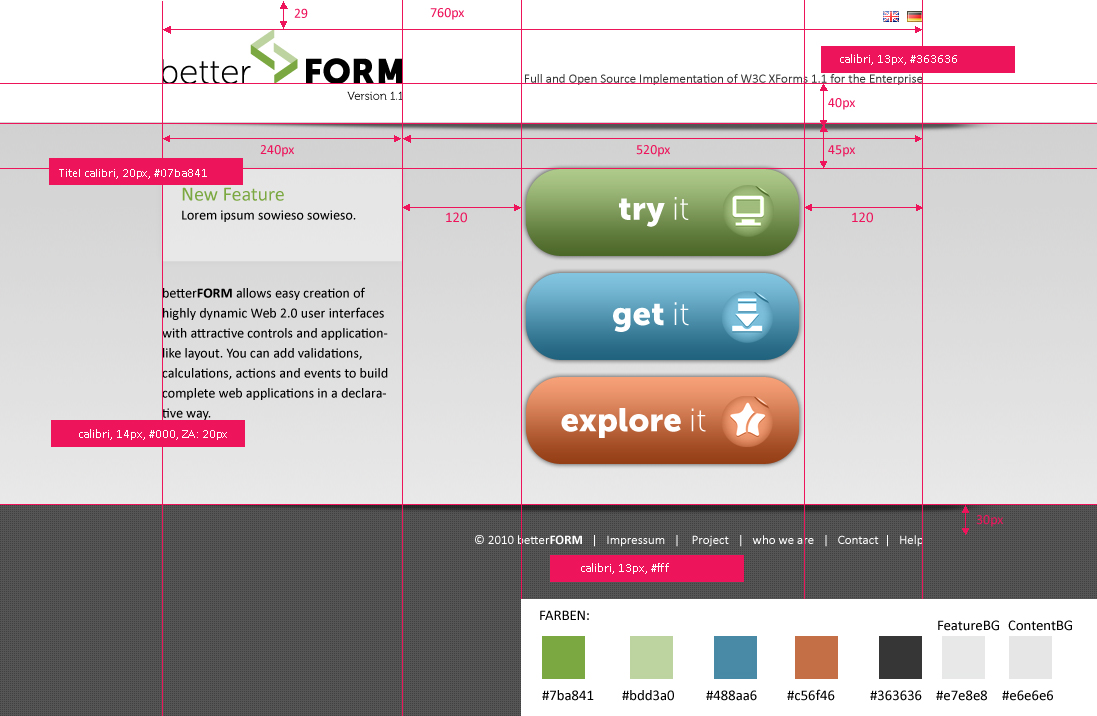 29
760px
better FORM
Version 1.1
calibri, 13px, #363636
Full and Open Source Implementation of W3C XForms 1.1 for the Enterprise
40px
240px
520px
45px
Titel calibri, 20px, #07ba841
New Feature
Lorem ipsum sowieso sowieso.
120
120
try it
get it
explore it
betterFORM allows easy creation of
highly dynamic Web 2.0 user interfaces
with attractive controls and application-
like layout. You can add validations,
calculations, actions and events to build
complete web applications in a declara-
tive way.
calibri, 14px, #000, ZA: 20px
30px
© 2010 betterFORM | Impressum | Project | who we are | Contact | Help
calibri, 13px, #fff
FARBEN:
FeatureBG ContentBG
#7ba841 #bdd3a0 #488aa6 #c56f46 #363636 #e7e8e8 #e6e6e6